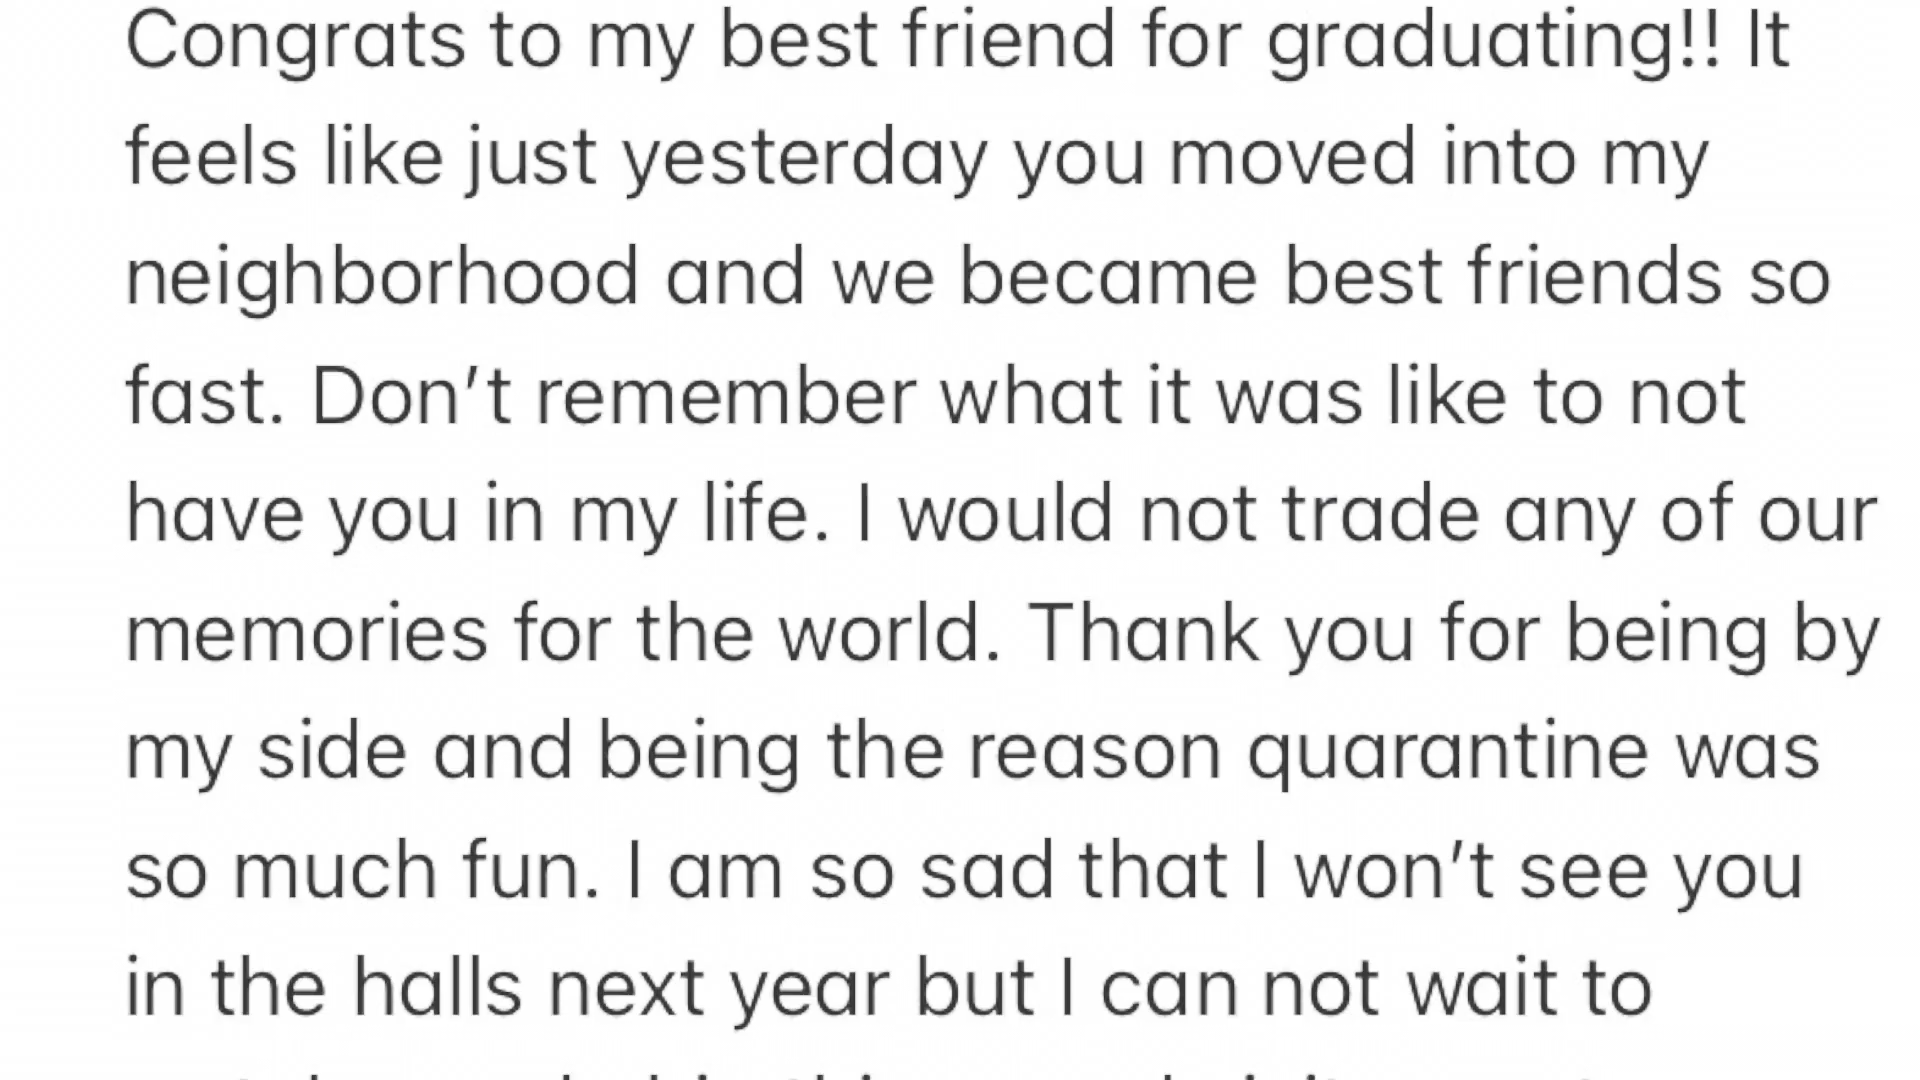 Congrats to my best friend for graduating!! It
feels like just yesterday you moved into my
neighborhood and we became best friends so
fast. Don't remember what it was like to not
have you in my life. I would not trade any of our
memories for the world. Thank you for being by
my side and being the reason quarantine was
so much fun. I am so sad that I won't see you
in the halls next year but I can not wait to